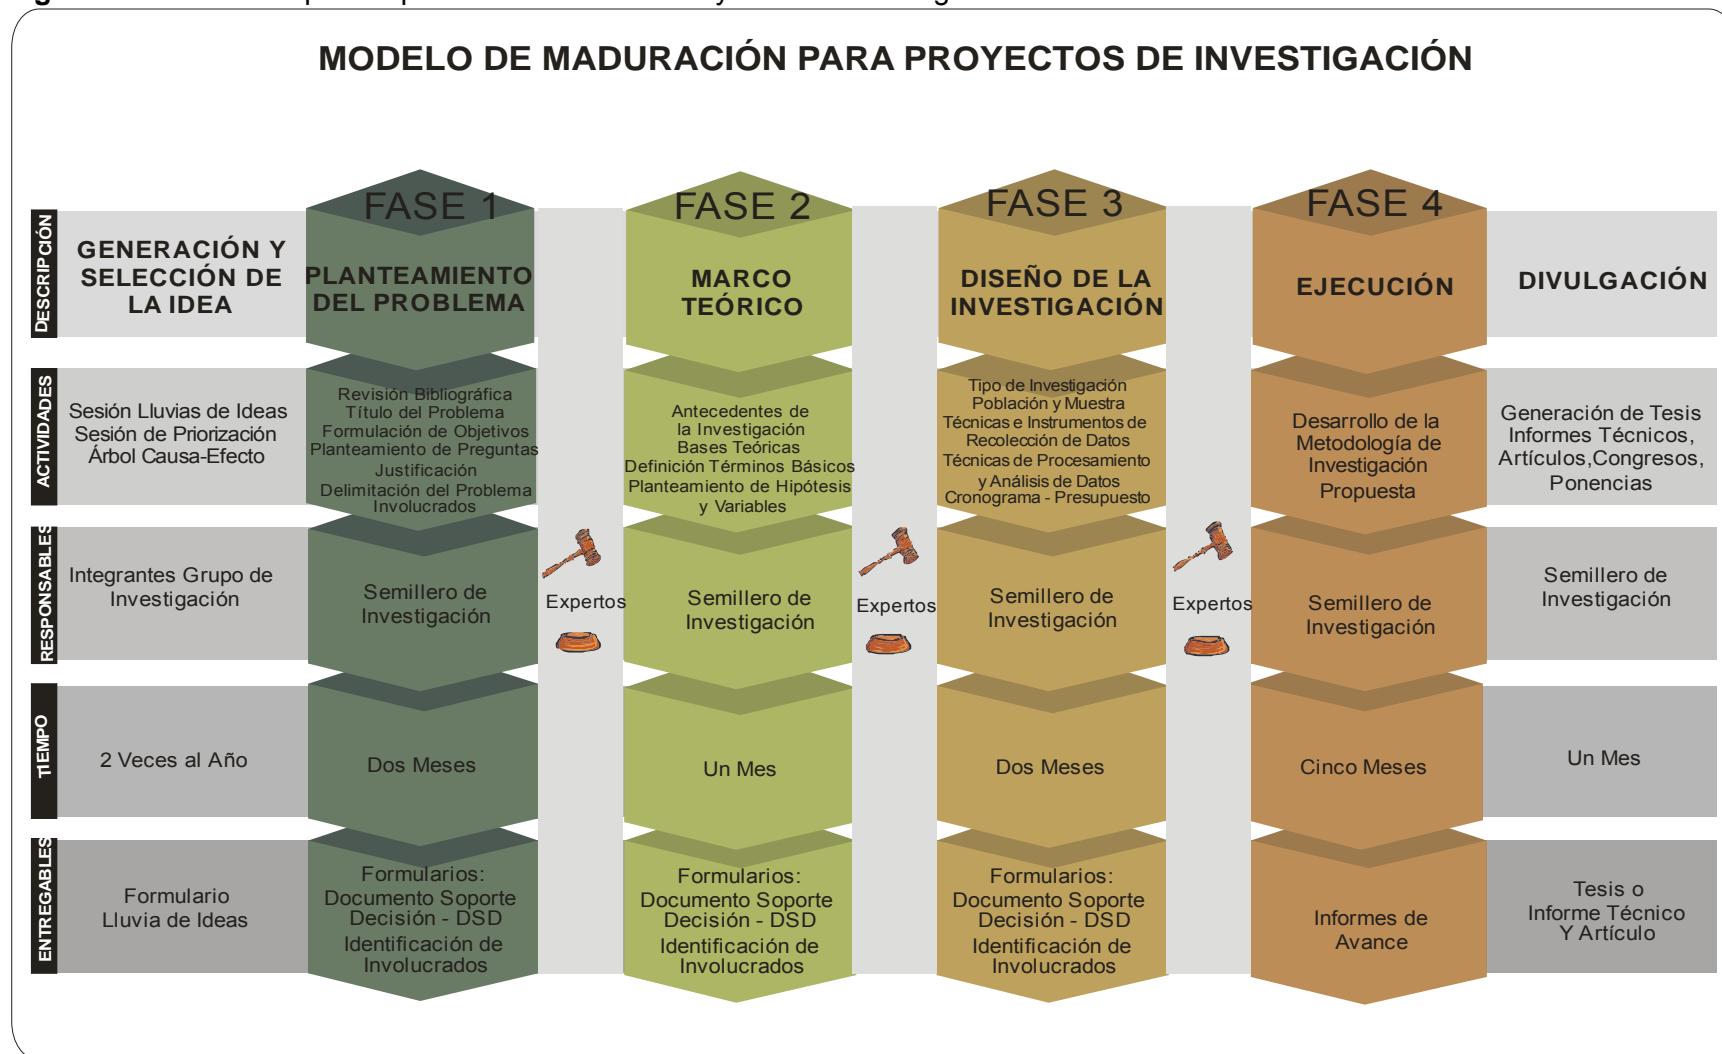 MODELO DE MADURACIÓN PARA PROYECTOS DE INVESTIGACIÓN
FASE 1
FASE 2
FASE 3
FASE 4
DESCRIPCIÓN
GENERACIÓN Y
SELECCIÓN DE
LA IDEA
PLANTEAMIENTO
DEL PROBLEMA
MARCO
TEÓRICO
DISEÑO DE LA
INVESTIGACIÓN
EJECUCIÓN
DIVULGACIÓN
ACTIVIDADES
Sesión Lluvias de Ideas
Sesión de Priorización
Árbol Causa-Efecto
Revisión Bibliográfica
Título del Problema
Formulación de Objetivos
Planteamiento de Preguntas
Justificación
Delimitación del Problema
Involucrados
Antecedentes de
la Investigación
Bases Teóricas
Definición Términos Básicos
Planteamiento de Hipótesis
y Variables
Tipo de Investigación
Población y Muestra
Técnicas e Instrumentos de
Recolección de Datos
Técnicas de Procesamiento
y Análisis de Datos
Cronograma - Presupuesto
Desarrollo de la
Metodología de
Investigación
Propuesta
Generación de Tesis
Informes Técnicos,
Artículos,Congresos,
Ponencias
RESPONSABLES
Integrantes Grupo de
Investigación
Semillero de
Investigación
Expertos
Semillero de
Investigación
Expertos
Semillero de
Investigación
Expertos
Semillero de
Investigación
Semillero de
Investigación
TIEMPO
2 Veces al Año
Dos Meses
Un Mes
Dos Meses
Cinco Meses
Un Mes
ENTREGABLES
Formulario
Lluvia de Ideas
Formularios:
Documento Soporte
Decisión - DSD
Identificación de
Involucrados
Formularios:
Documento Soporte
Decisión - DSD
Identificación de
Involucrados
Formularios:
Documento Soporte
Decisión - DSD
Identificación de
Involucrados
Informes de
Avance
Tesis o
Informe Técnico
Y Artículo